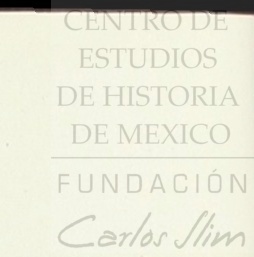 CENTRO DE
ESTUDIOS
DE HISTORIA
DE MEXICO
FUNDACIÓN
Carlos Slim